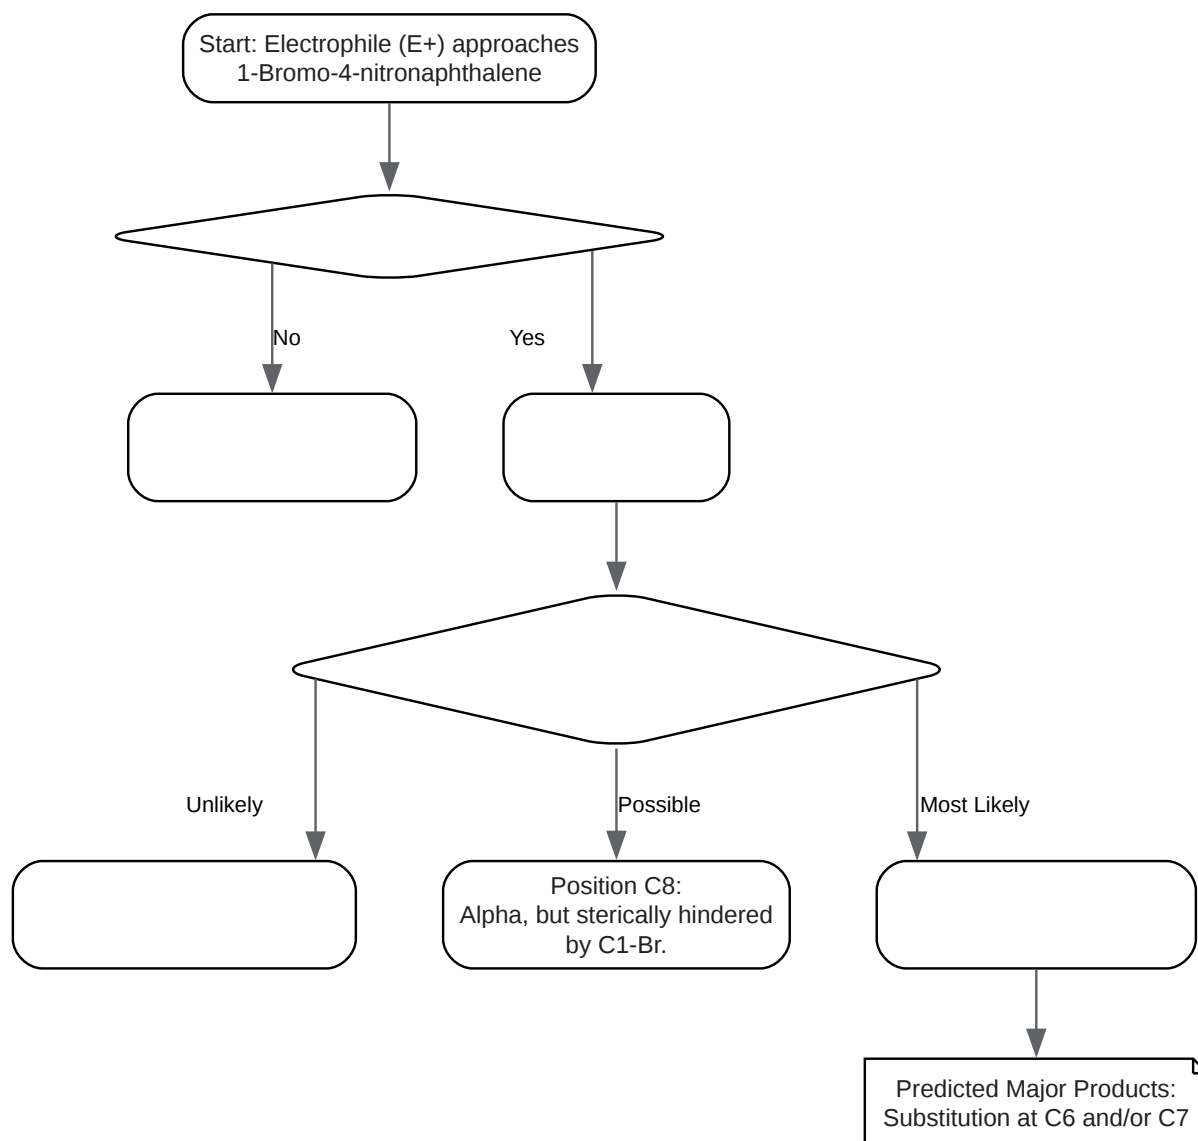 Start: Electrophile (E+) approaches
1-Bromo-4-nitronaphthalene
No
Yes
Unlikely
Possible
Most Likely
Position C8:
Alpha, but sterically hindered
by C1-Br.
Predicted Major Products:
Substitution at C6 and/or C7